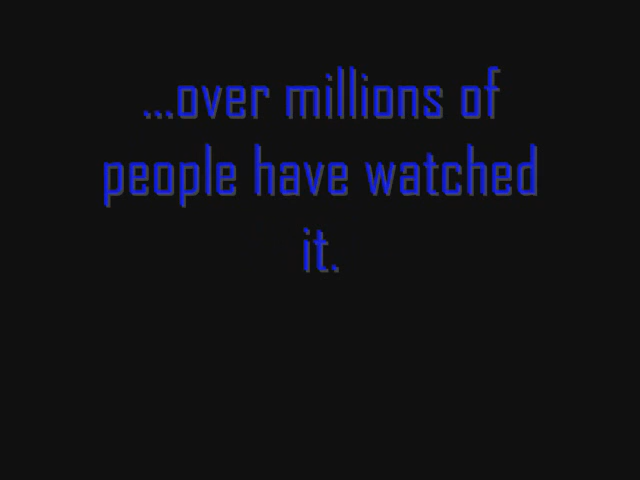 ...over millions of
people have watched
it.